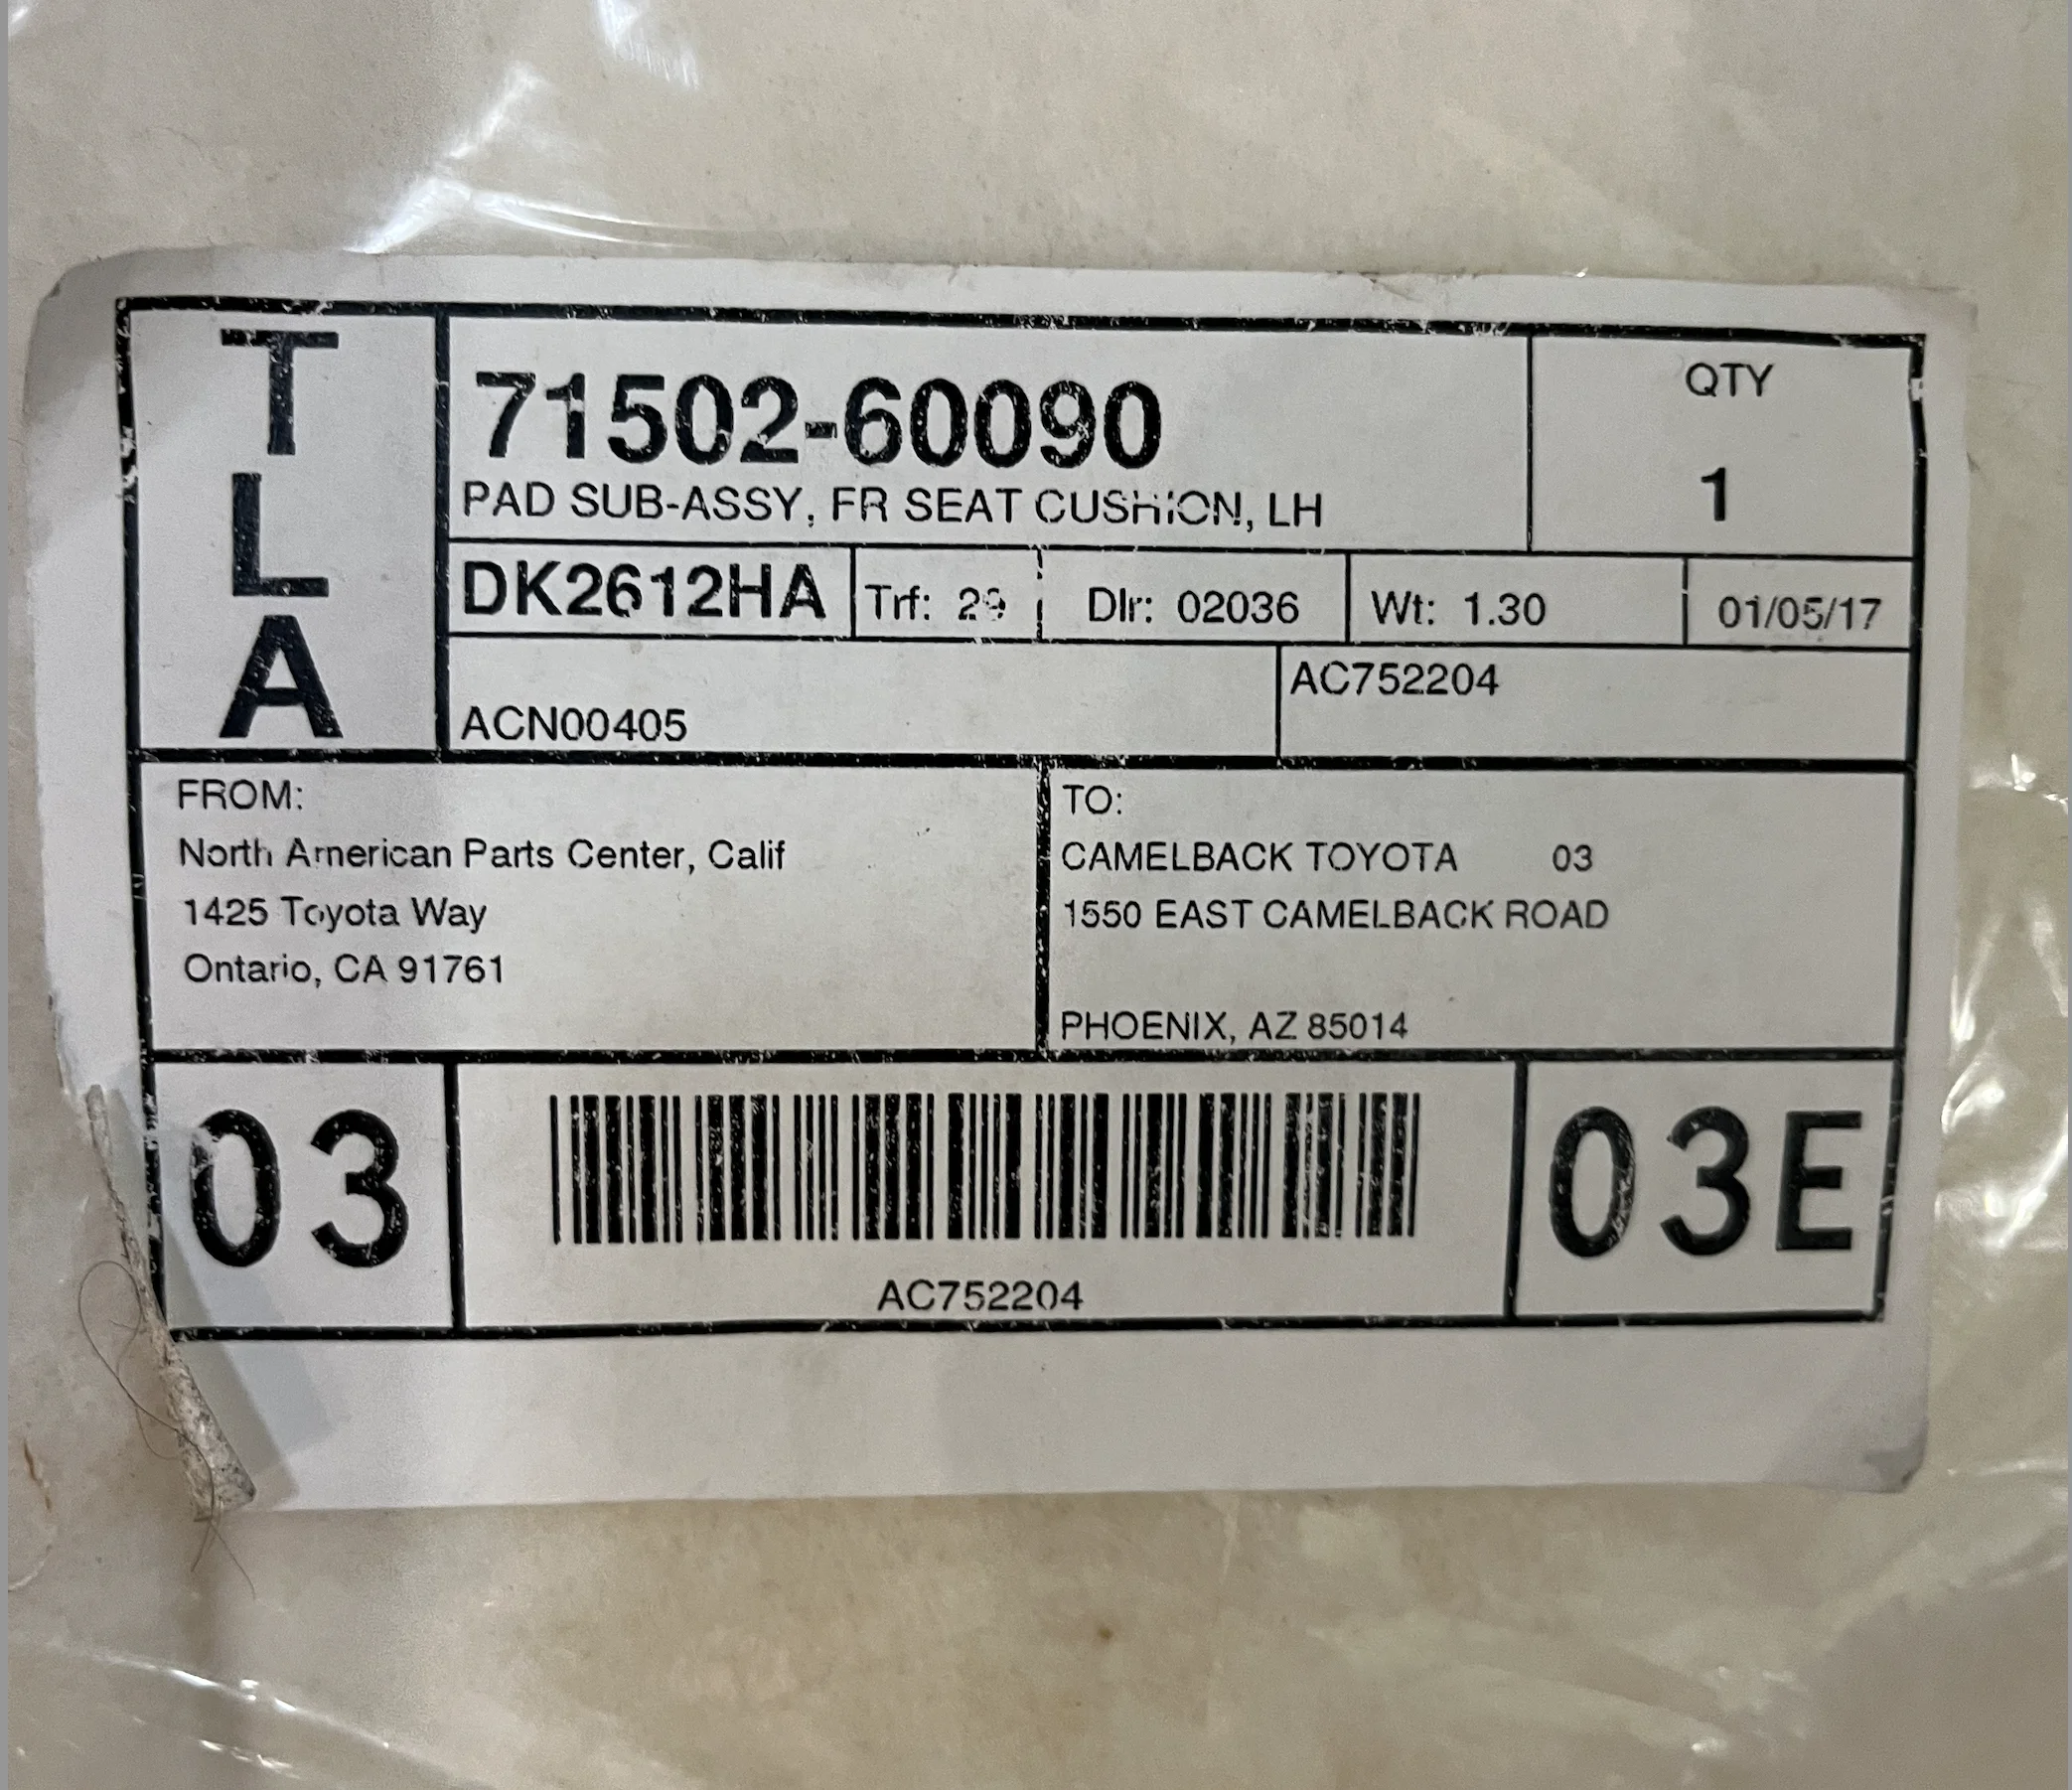 T
L
A
71502-60090
PAD SUB-ASSY, FR SEAT CUSHION, LH
QTY
1
DK2612HA Trf: 29 Dlr: 02036 Wt: 1.30 01/05/17
ACN00405
AC752204
FROM:
North American Parts Center, Calif
1425 Toyota Way
Ontario, CA 91761
TO:
CAMELBACK TOYOTA 03
1550 EAST CAMELBACK ROAD
PHOENIX, AZ 85014
03
AC752204
03E